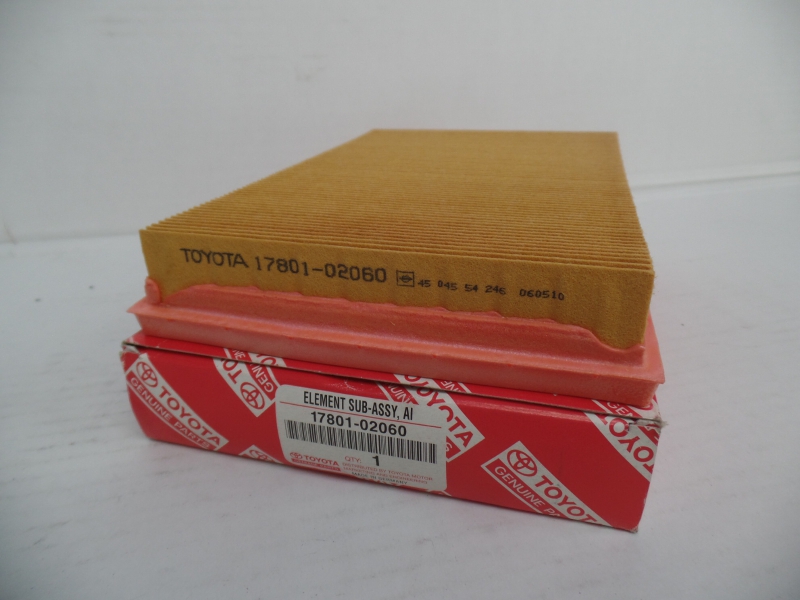 TOYOTA 17801-02060 45 045 54 246 060510
TOYOTA
GENUINE PARTS
ELEMENT SUB-ASSY, AI
17801-02060
QTY: 1
TOYOTA
TOYOTA
GENUINE PARTS